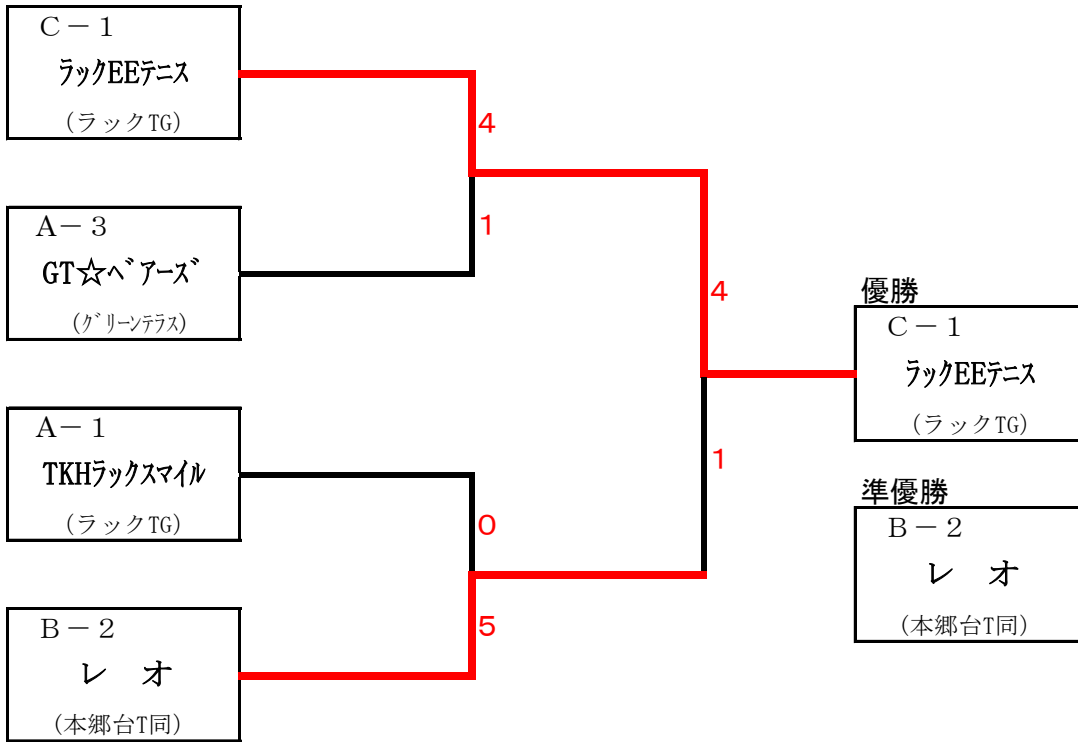 C－1
ﾗｯｸEEﾃﾆｽ
(ラックTG)
4
A－3
GT☆ﾍﾞｱｰｽﾞ
(ｸﾞﾘｰﾝﾃﾗｽ)
1
A－1
TKHﾗｯｸｽﾏｲﾙ
(ラックTG)
0
B－2
レ　オ
(本郷台T同)
5
4
1
優勝
C－1
ﾗｯｸEEﾃﾆｽ
(ラックTG)
準優勝
B－2
レ　オ
(本郷台T同)